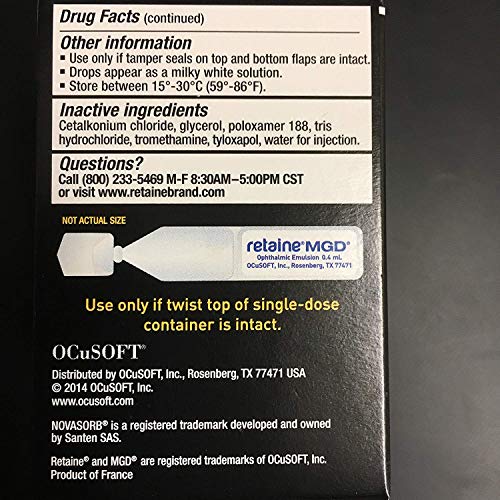 Drug Facts (continued)
Other information
▪ Use only if tamper seals on top and bottom flaps are intact.
▪ Drops appear as a milky white solution.
▪ Store between 15°-30°C (59°-86°F).
Inactive ingredients
Cetalkonium chloride, glycerol, poloxamer 188, tris
hydrochloride, tromethamine, tyloxapol, water for injection.
Questions?
Call (800) 233-5469 M-F 8:30AM–5:00PM CST
or visit www.retainebrand.com
NOT ACTUAL SIZE
retaine® MGD®
Ophthalmic Emulsion 0.4 mL
OCuSOFT, Inc., Rosenberg, TX 77471
Use only if twist top of single-dose
container is intact.
OCuSOFT®
Distributed by OCuSOFT, Inc., Rosenberg, TX 77471 USA
© 2014 OCuSOFT, Inc.
www.ocusoft.com
NOVASORB® is a registered trademark developed and owned
by Santen SAS.
Retaine® and MGD® are registered trademarks of OCuSOFT, Inc.
Product of France